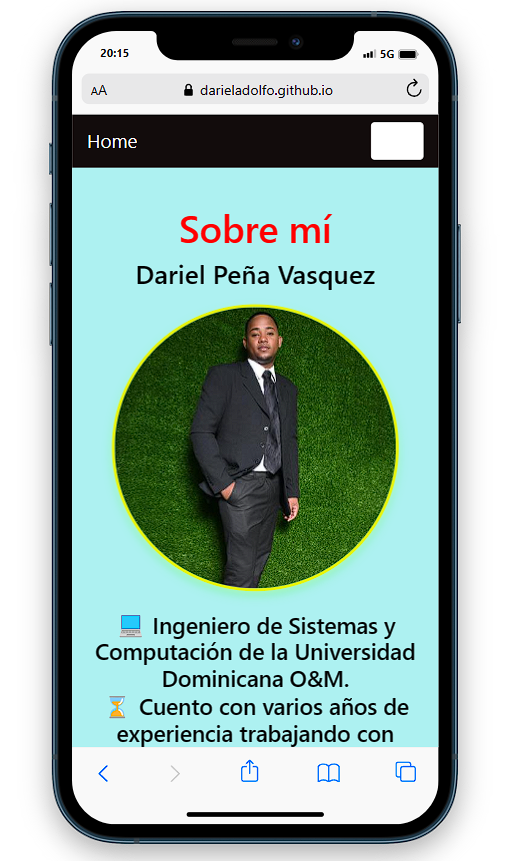 20:15 5G
AA darieladolfo.github.io
Home
Sobre mí
Dariel Peña Vasquez
Ingeniero de Sistemas y
Computación de la Universidad
Dominicana O&M.
Cuento con varios años de
experiencia trabajando con